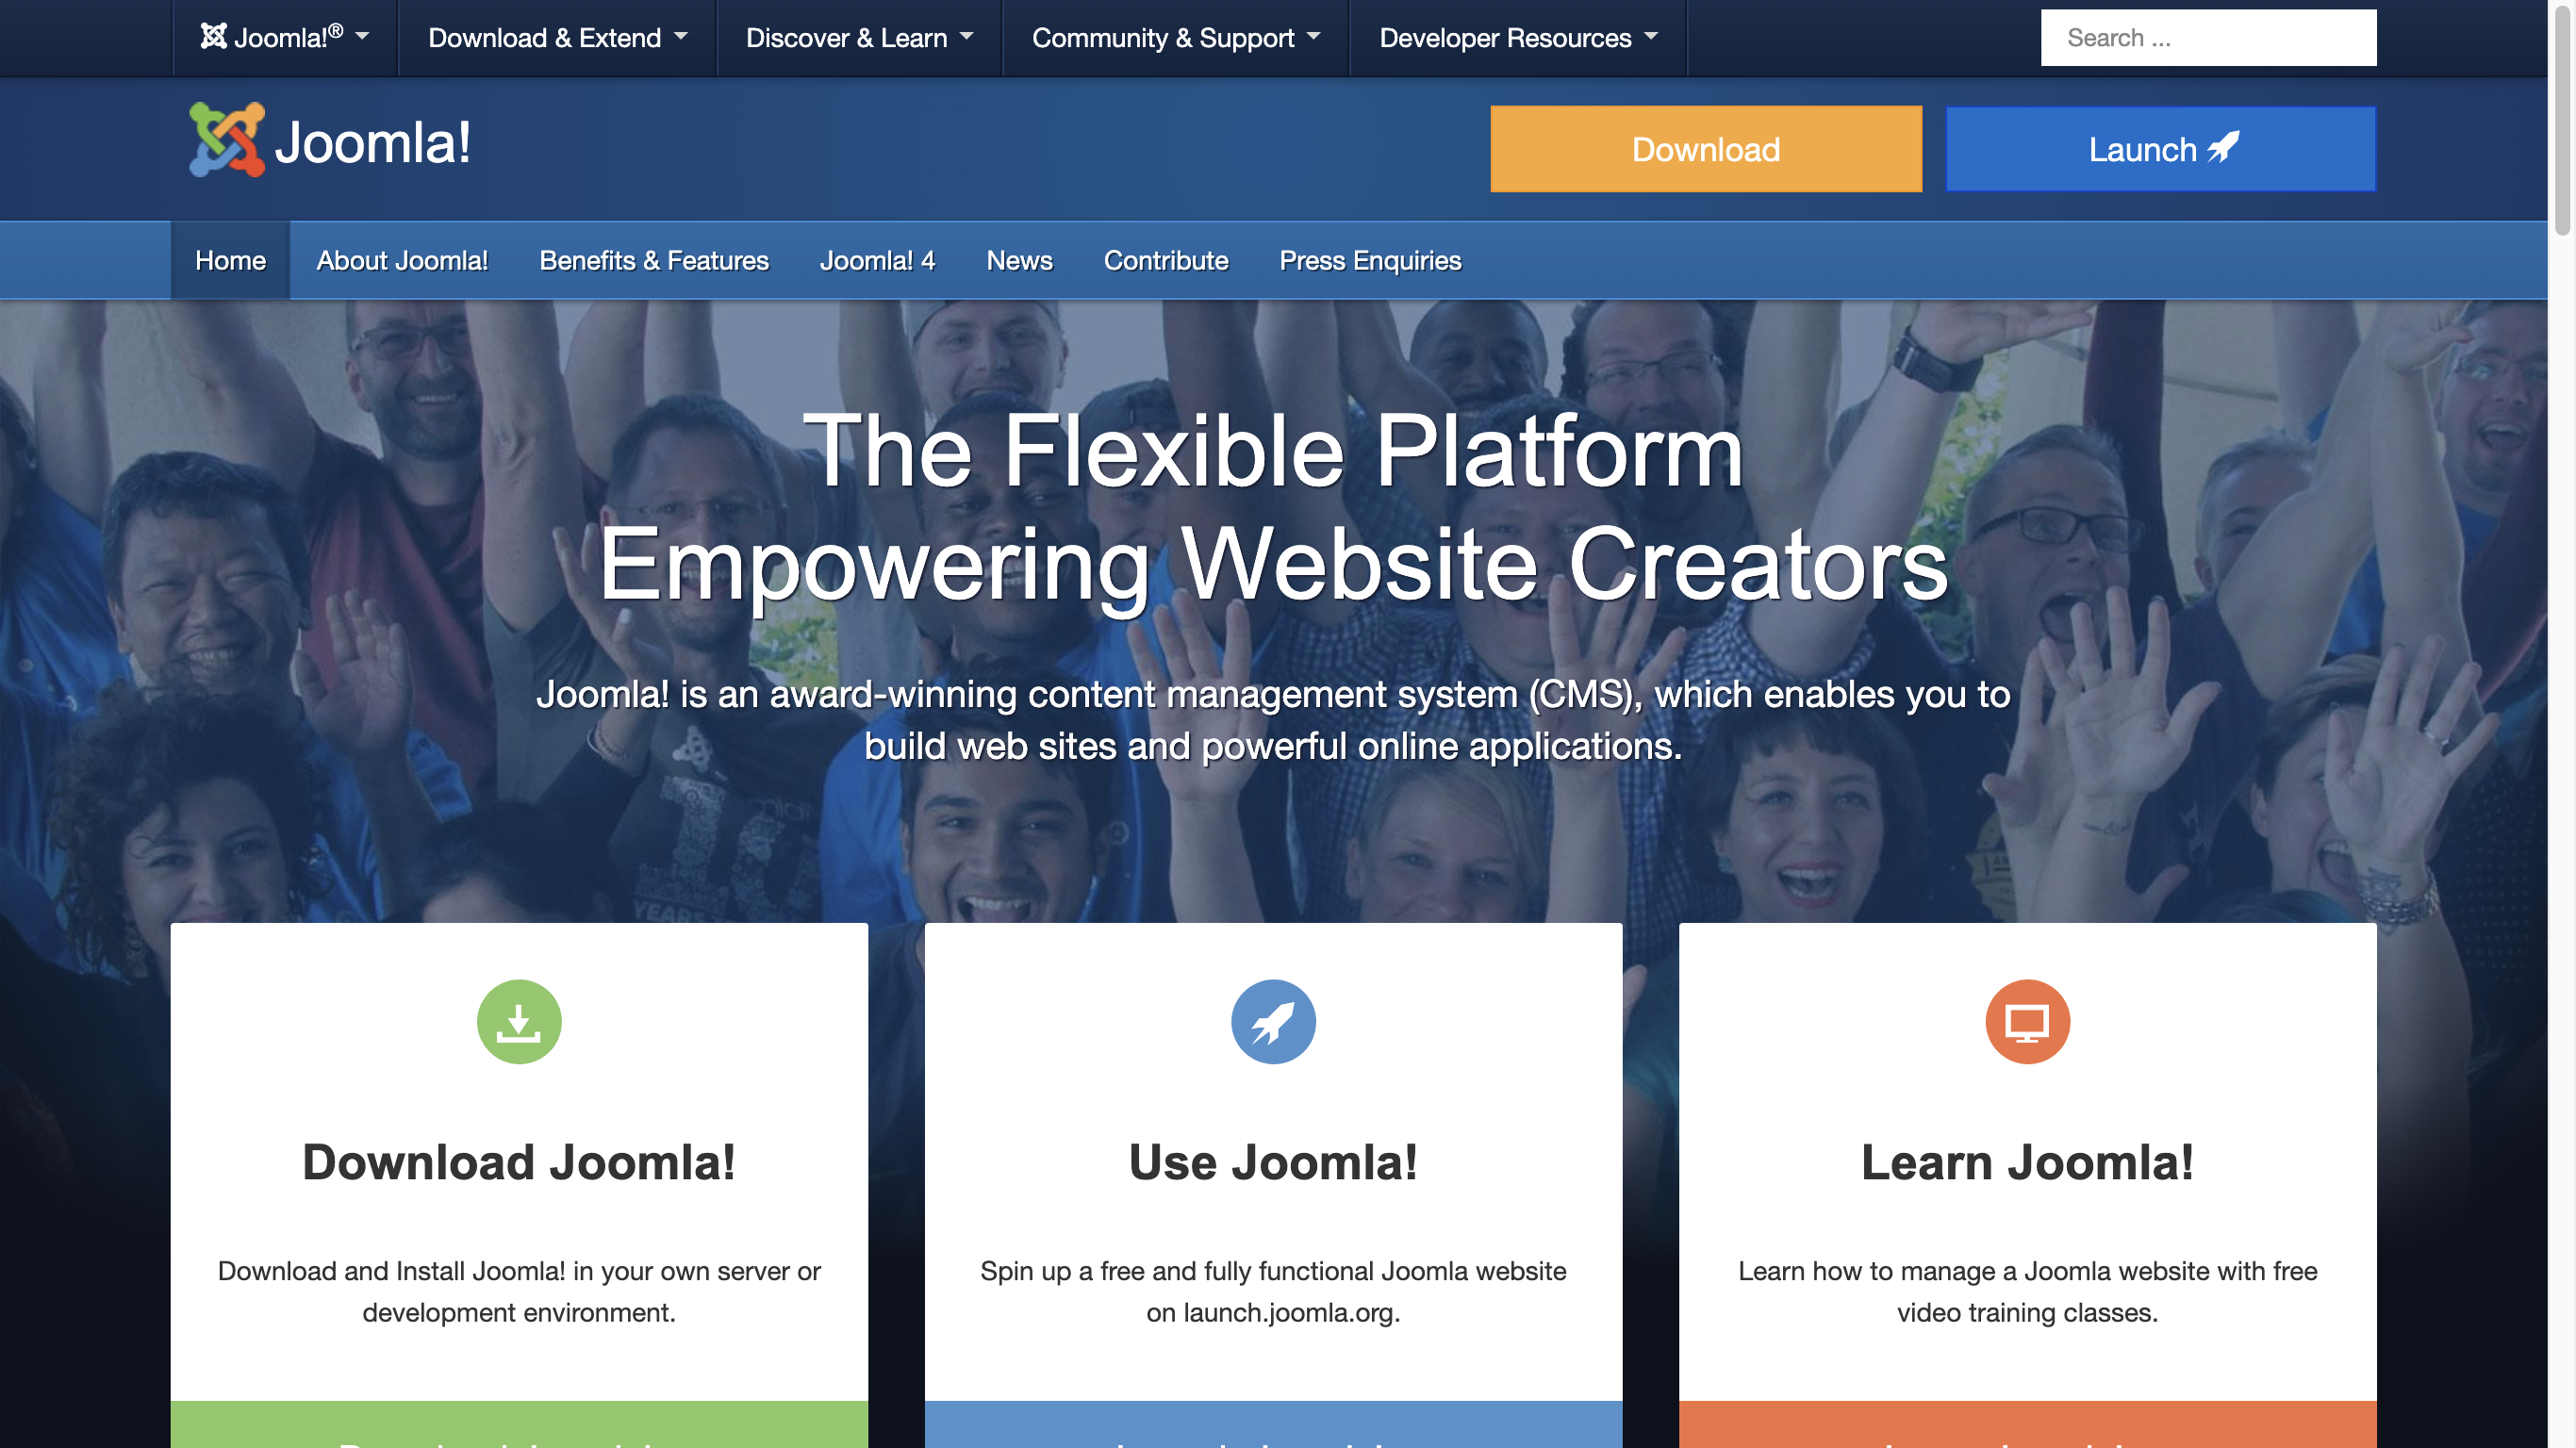 Joomla!® Download & Extend Discover & Learn Community & Support Developer Resources Search ...
Joomla! Download Launch
Home About Joomla! Benefits & Features Joomla! 4 News Contribute Press Enquiries
The Flexible Platform
Empowering Website Creators
Joomla! is an award-winning content management system (CMS), which enables you to
build web sites and powerful online applications.
YEARS
Download Joomla!
Download and Install Joomla! in your own server or
development environment.
Use Joomla!
Spin up a free and fully functional Joomla website
on launch.joomla.org.
Learn Joomla!
Learn how to manage a Joomla website with free
video training classes.